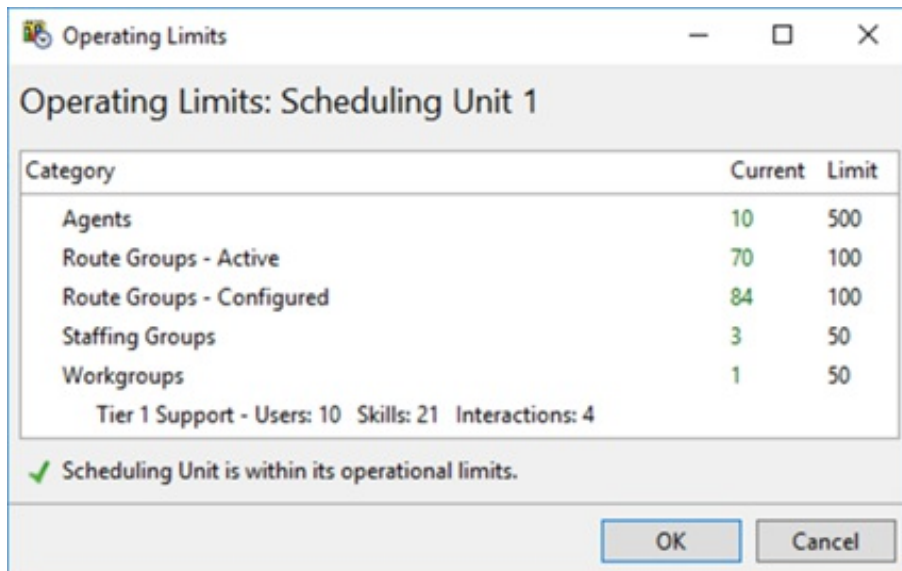 Operating Limits
Operating Limits: Scheduling Unit 1
Category Current Limit
Agents 10 500
Route Groups - Active 70 100
Route Groups - Configured 84 100
Staffing Groups 3 50
Workgroups 1 50
Tier 1 Support - Users: 10 Skills: 21 Interactions: 4
Scheduling Unit is within its operational limits.
OK Cancel